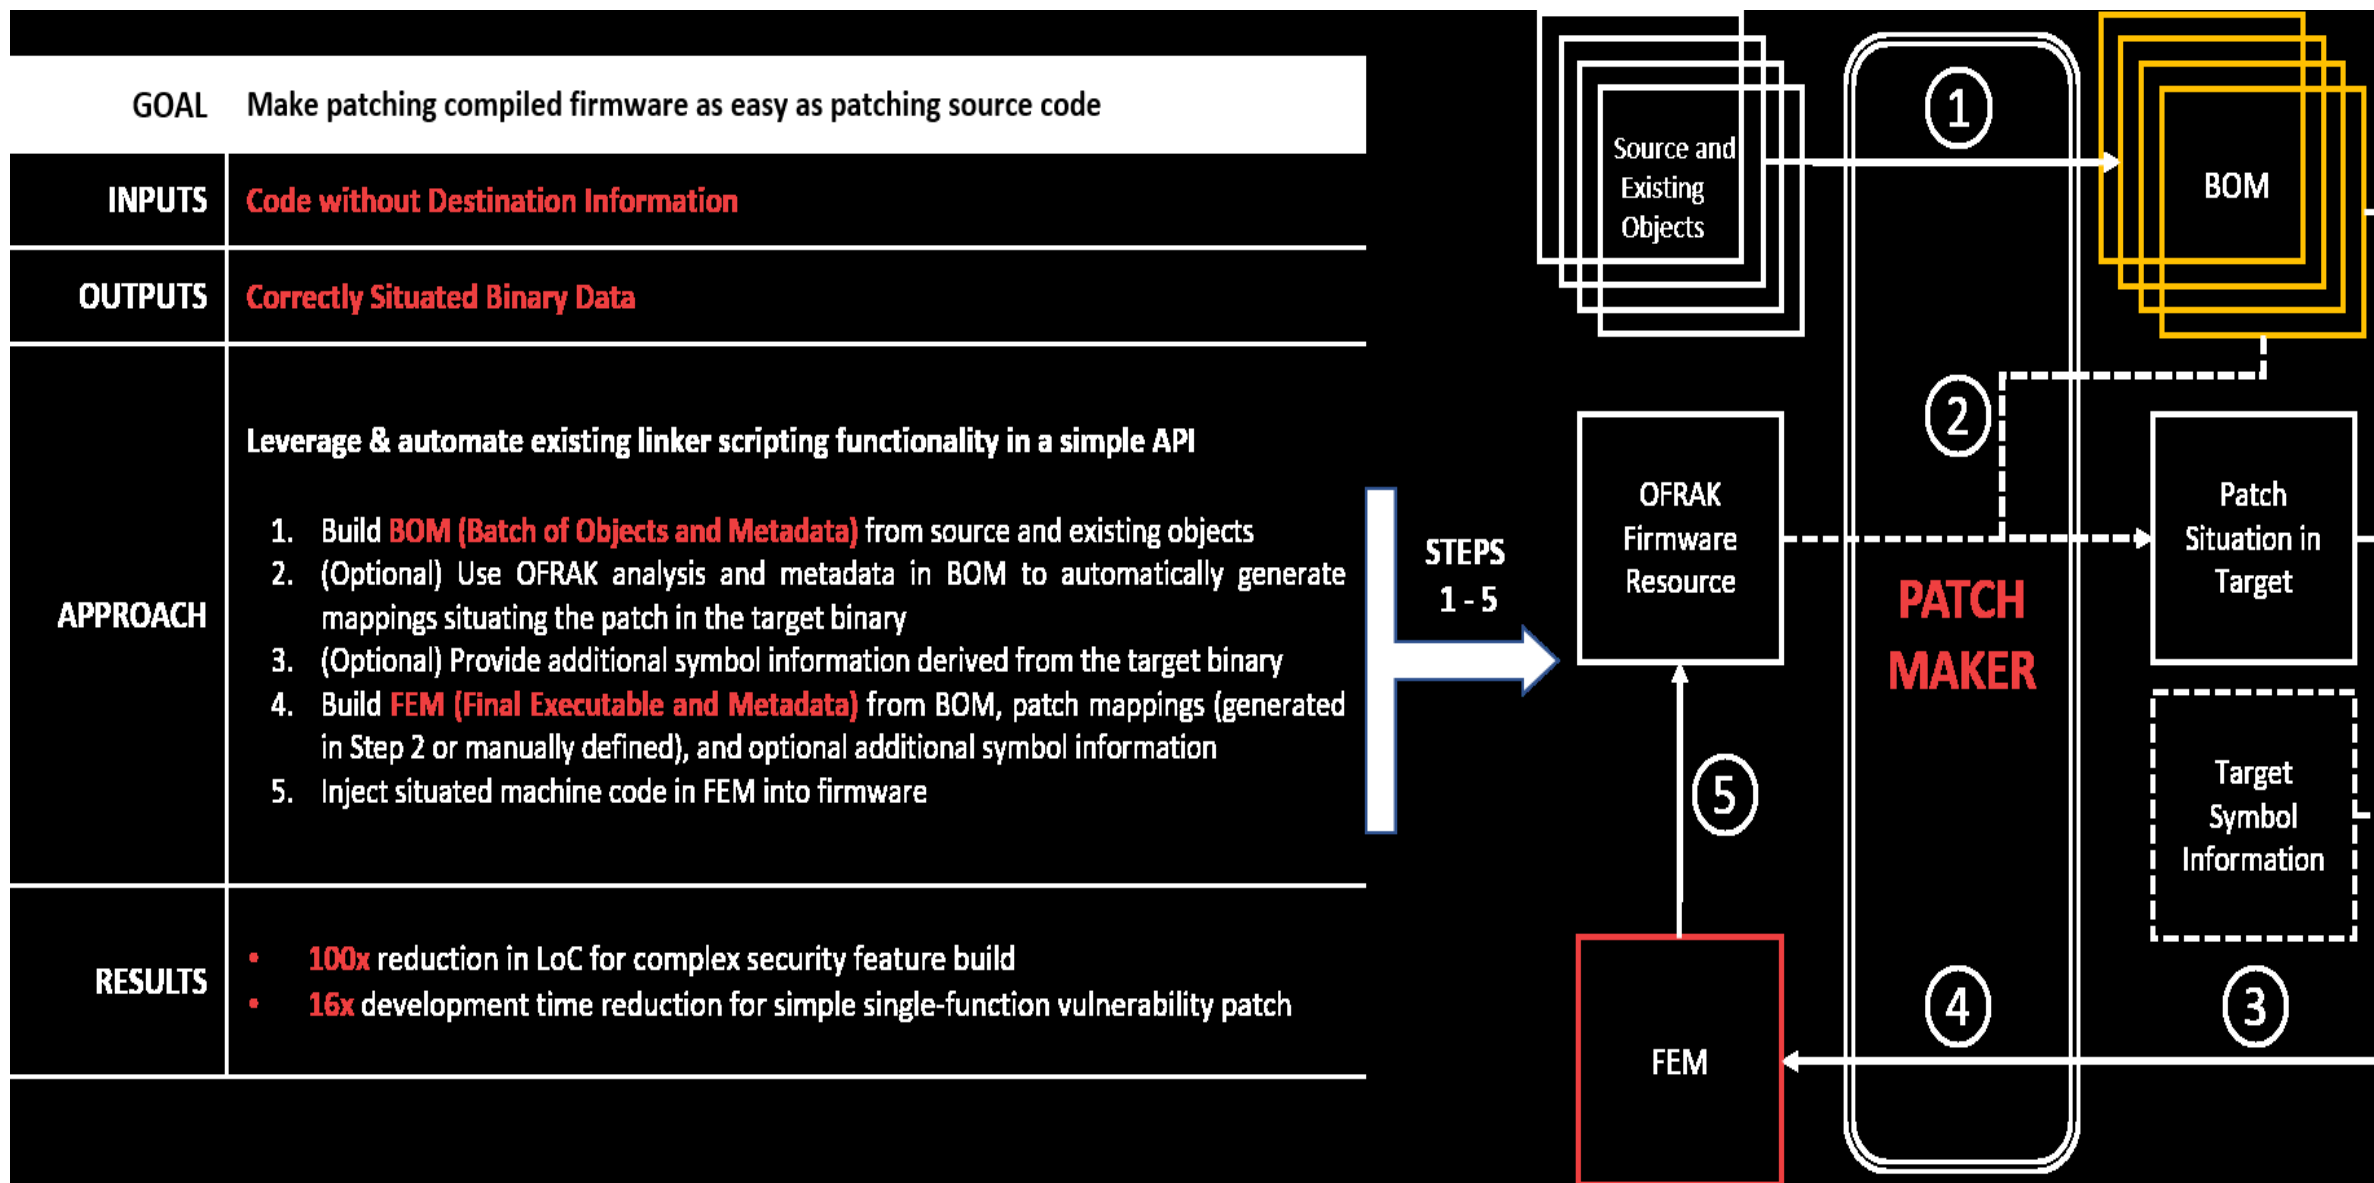 GOAL Make patching compiled firmware as easy as patching source code
INPUTS Code without Destination Information
OUTPUTS Correctly Situated Binary Data
APPROACH
Leverage & automate existing linker scripting functionality in a simple API
1. Build BOM (Batch of Objects and Metadata) from source and existing objects
2. (Optional) Use OFRAK analysis and metadata in BOM to automatically generate
mappings situating the patch in the target binary
3. (Optional) Provide additional symbol information derived from the target binary
4. Build FEM (Final Executable and Metadata) from BOM, patch mappings (generated
in Step 2 or manually defined), and optional additional symbol information
5. Inject situated machine code in FEM into firmware
RESULTS
• 100x reduction in LoC for complex security feature build
• 16x development time reduction for simple single-function vulnerability patch
STEPS
1 - 5
Source and
Existing
Objects
1
BOM
2
OFRAK
Firmware
Resource
PATCH
MAKER
Patch
Situation in
Target
5
Target
Symbol
Information
4
3
FEM